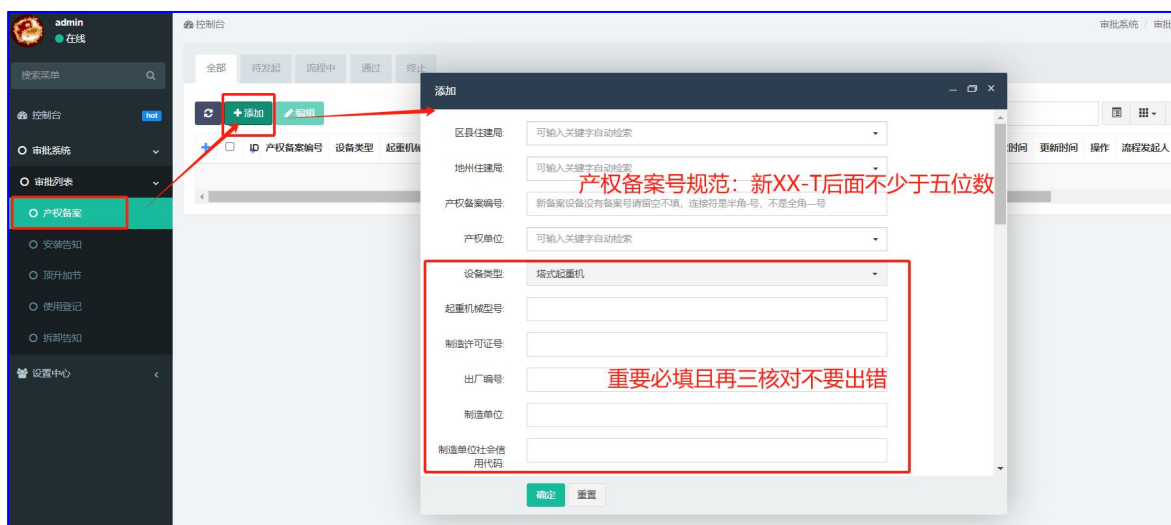 admin
在线
控制台
审批系统 / 审批
搜索菜单
全部 待发起 流程中 通过 终止
添加
控制台 hot
+添加 编辑
审批系统
ID 产权备案编号 设备类型 起重机械
时间 更新时间 操作 流程发起人
审批列表
产权备案
安装告知
顶升加节
使用登记
拆卸告知
设置中心
区县住建局: 可输入关键字自动检索
地州住建局: 可输入关键字自动检索
产权备案号规范：新XX-T后面不少于五位数
产权备案编号: 新备案设备没有备案号请留空不填，连接符是半角-号，不是全角—号
产权单位: 可输入关键字自动检索
设备类型: 塔式起重机
起重机械型号:
制造许可证号:
出厂编号:
重要必填且再三核对不要出错
制造单位:
制造单位社会信
用代码:
确定 重置